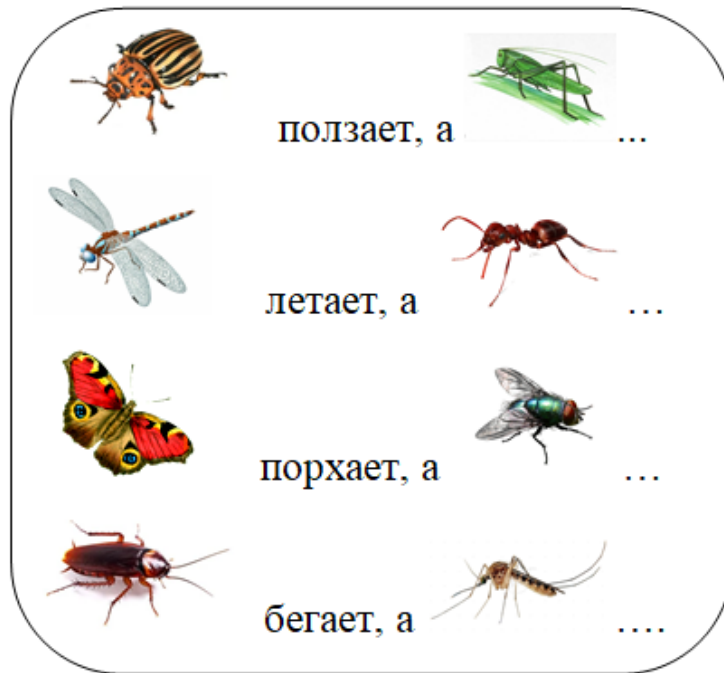 ползает, а ...
летает, а ...
порхает, а ...
бегает, а ....